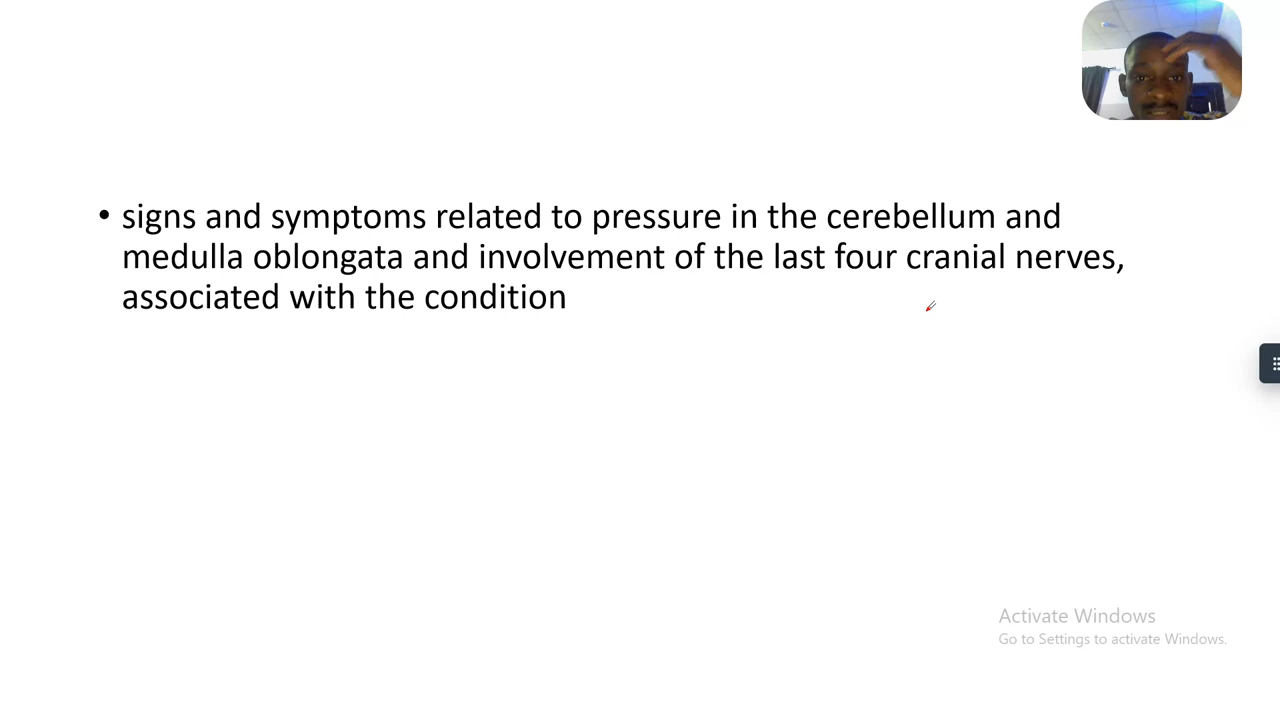 • signs and symptoms related to pressure in the cerebellum and
medulla oblongata and involvement of the last four cranial nerves,
associated with the condition
Activate Windows
Go to Settings to activate Windows.